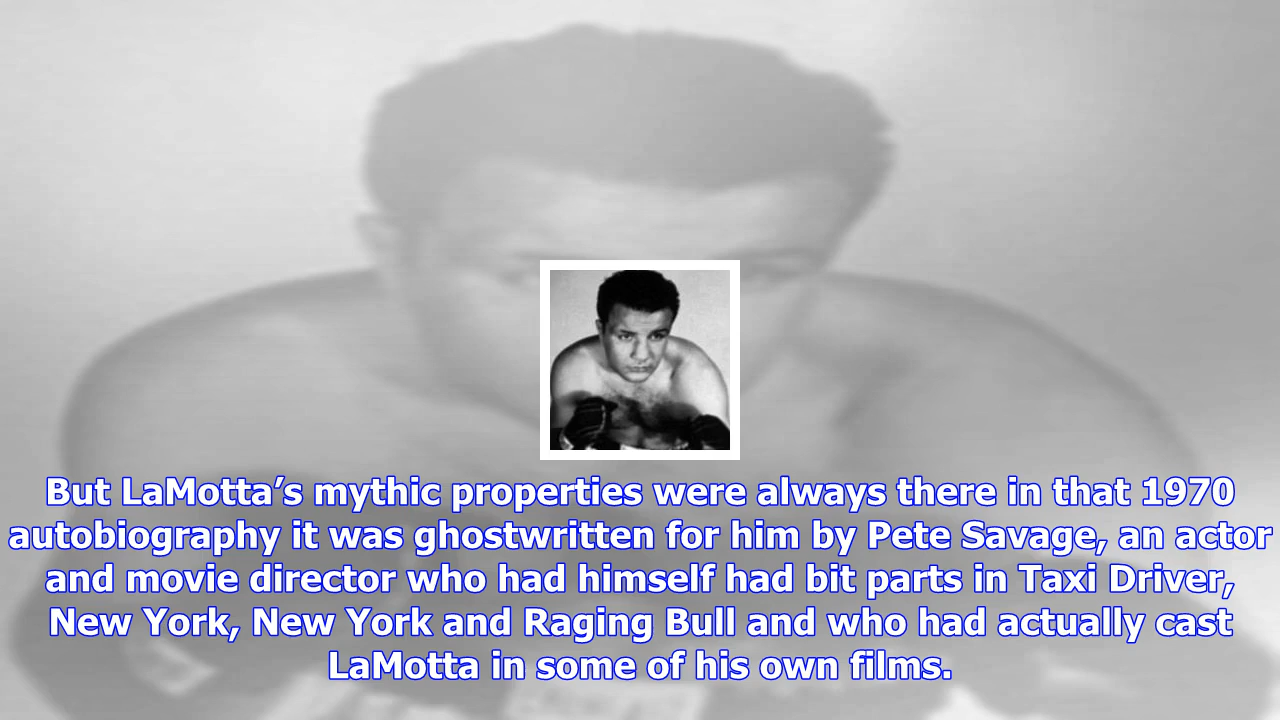 But LaMotta’s mythic properties were always there in that 1970
autobiography it was ghostwritten for him by Pete Savage, an actor
and movie director who had himself had bit parts in Taxi Driver,
New York, New York and Raging Bull and who had actually cast
LaMotta in some of his own films.